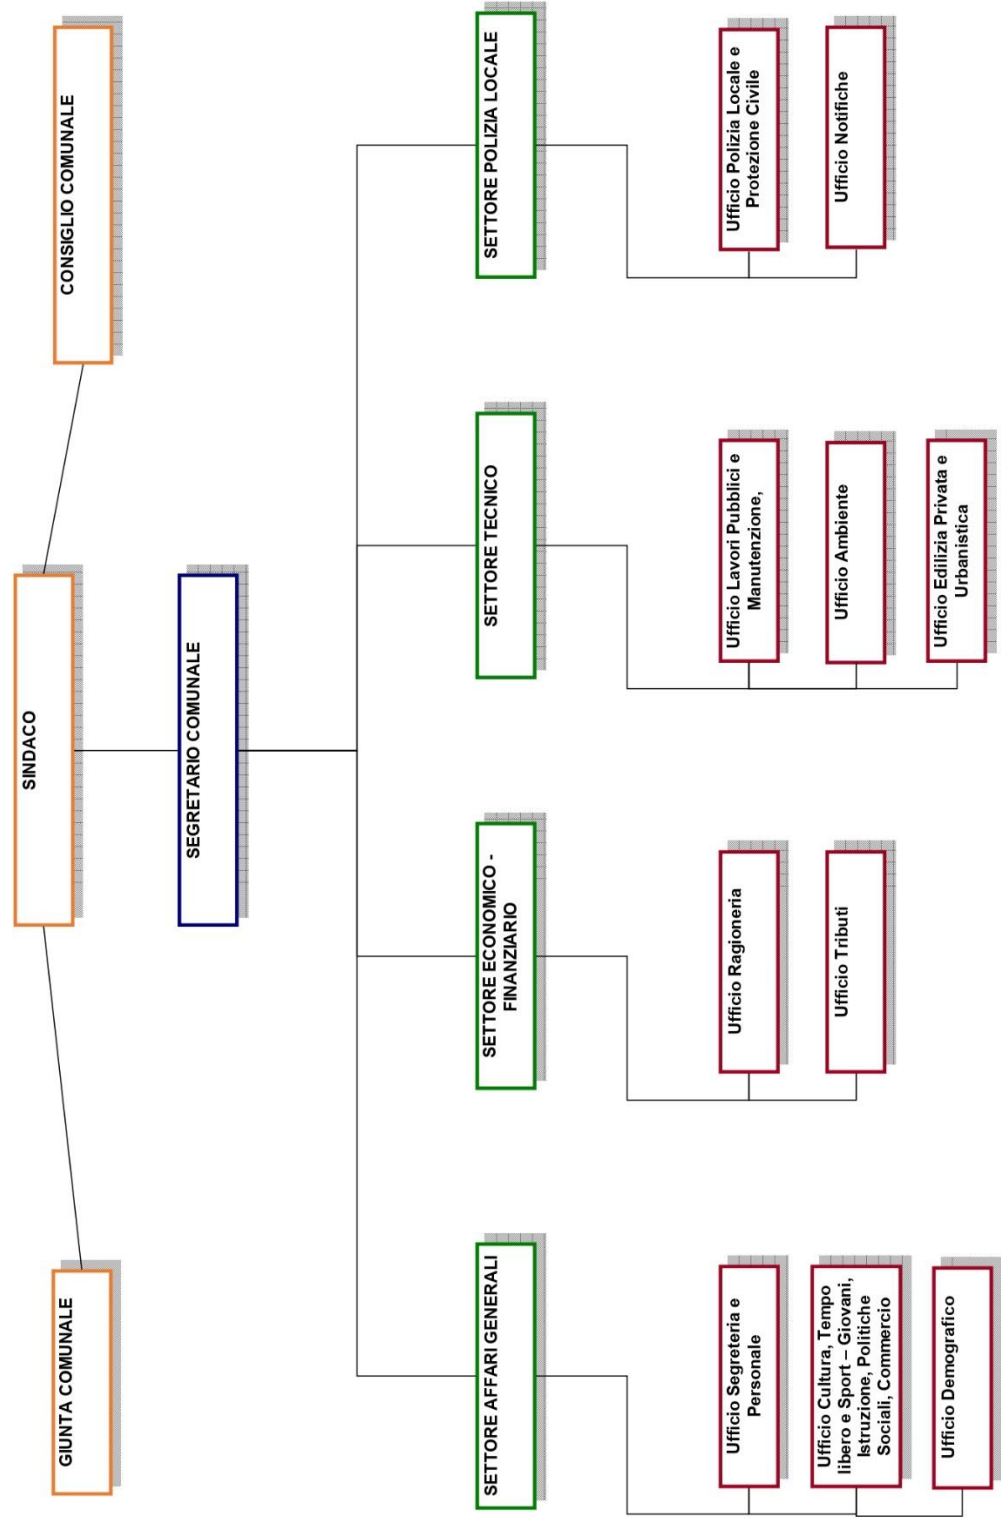 SINDACO
GIUNTA COMUNALE
CONSIGLIO COMUNALE
SEGRETARIO COMUNALE
SETTORE AFFARI GENERALI
SETTORE ECONOMICO -
FINANZIARIO
SETTORE TECNICO
SETTORE POLIZIA LOCALE
Ufficio Segreteria e
Personale
Ufficio Cultura, Tempo
libero e Sport – Giovani,
Istruzione, Politiche
Sociali, Commercio
Ufficio Demografico
Ufficio Ragioneria
Ufficio Tributi
Ufficio Lavori Pubblici e
Manutenzione,
Ufficio Ambiente
Ufficio Edilizia Privata e
Urbanistica
Ufficio Polizia Locale e
Protezione Civile
Ufficio Notifiche